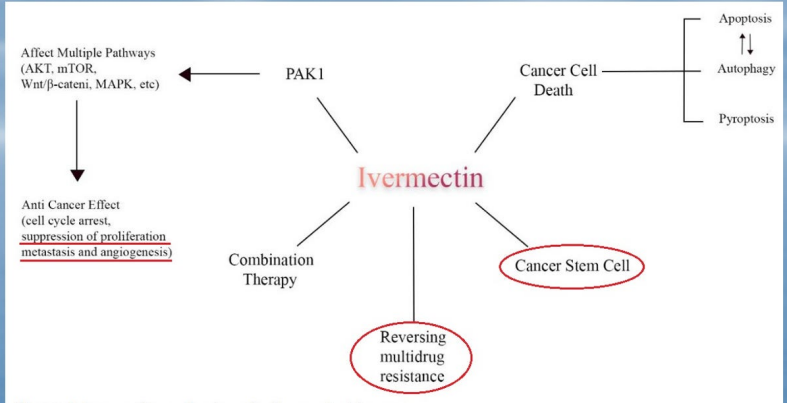 Affect Multiple Pathways
(AKT, mTOR,
Wnt/β-cateni, MAPK, etc)
PAK1
Cancer Cell
Death
Apoptosis
Autophagy
Pyroptosis
Ivermectin
Anti Cancer Effect
(cell cycle arrest,
suppression of proliferation
metastasis and angiogenesis)
Combination
Therapy
Cancer Stem Cell
Reversing
multidrug
resistance